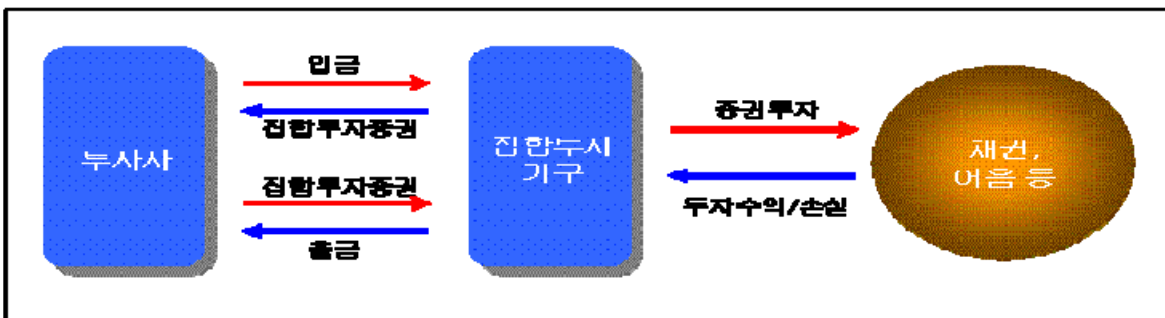 입금
집합투자증권
투자자
집합투자증권
출금
집합투자
기구
증권투자
투자수익/손실
채권,
어음 등